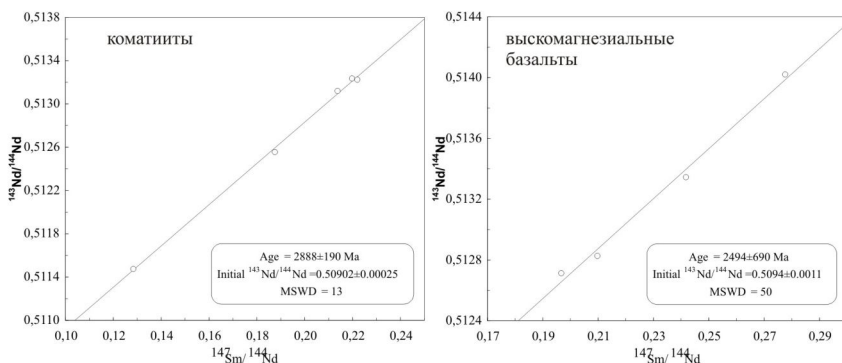 коматииты
0,5138
0,5134
0,5130
0,5126
0,5122
0,5118
0,5114
0,5110
¹⁴³Nd/¹⁴⁴Nd
Age = 2888±190 Ma
Initial ¹⁴³Nd/¹⁴⁴Nd =0.50902±0.00025
MSWD = 13
0,10 0,12 0,14 0,16 0,18 0,20 0,22 0,24
¹⁴⁷Sm/¹⁴⁴Nd
выскомагнезиальные
базальты
0,5144
0,5140
0,5136
0,5132
0,5128
0,5124
¹⁴³Nd/¹⁴⁴Nd
Age = 2494±690 Ma
Initial ¹⁴³Nd/¹⁴⁴Nd =0.5094±0.0011
MSWD = 50
0,17 0,19 0,21 0,23 0,25 0,27 0,29
¹⁴⁷Sm/¹⁴⁴Nd